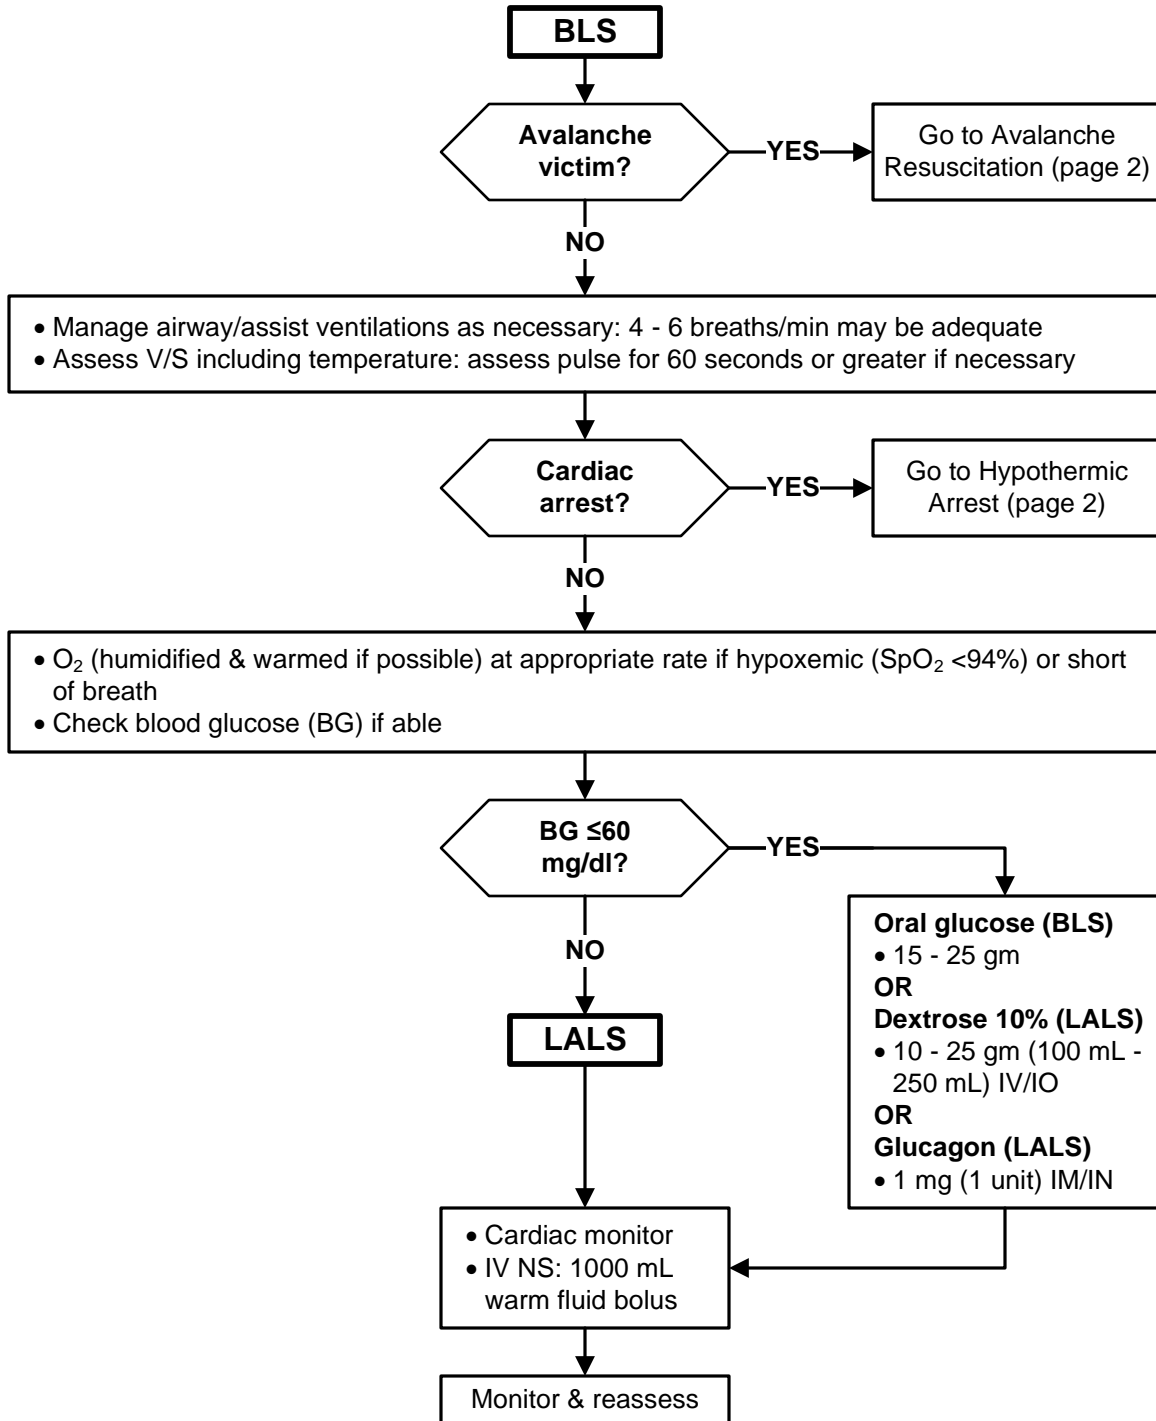 BLS
Avalanche
victim?
YES
Go to Avalanche
Resuscitation (page 2)
NO
• Manage airway/assist ventilations as necessary: 4 - 6 breaths/min may be adequate
• Assess V/S including temperature: assess pulse for 60 seconds or greater if necessary
Cardiac
arrest?
YES
Go to Hypothermic
Arrest (page 2)
NO
• O₂ (humidified & warmed if possible) at appropriate rate if hypoxemic (SpO₂ <94%) or short
of breath
• Check blood glucose (BG) if able
BG ≤60
mg/dl?
YES
NO
Oral glucose (BLS)
• 15 - 25 gm
OR
Dextrose 10% (LALS)
• 10 - 25 gm (100 mL -
250 mL) IV/IO
OR
Glucagon (LALS)
• 1 mg (1 unit) IM/IN
LALS
• Cardiac monitor
• IV NS: 1000 mL
warm fluid bolus
Monitor & reassess